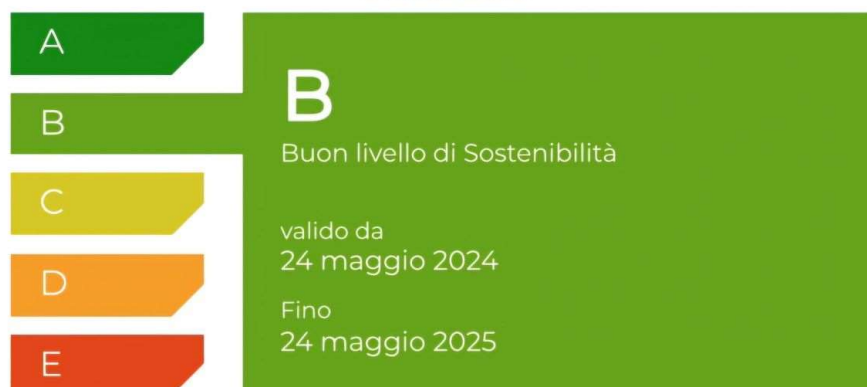 A
B
C
D
E
B
Buon livello di Sostenibilità
valido da
24 maggio 2024
Fino
24 maggio 2025